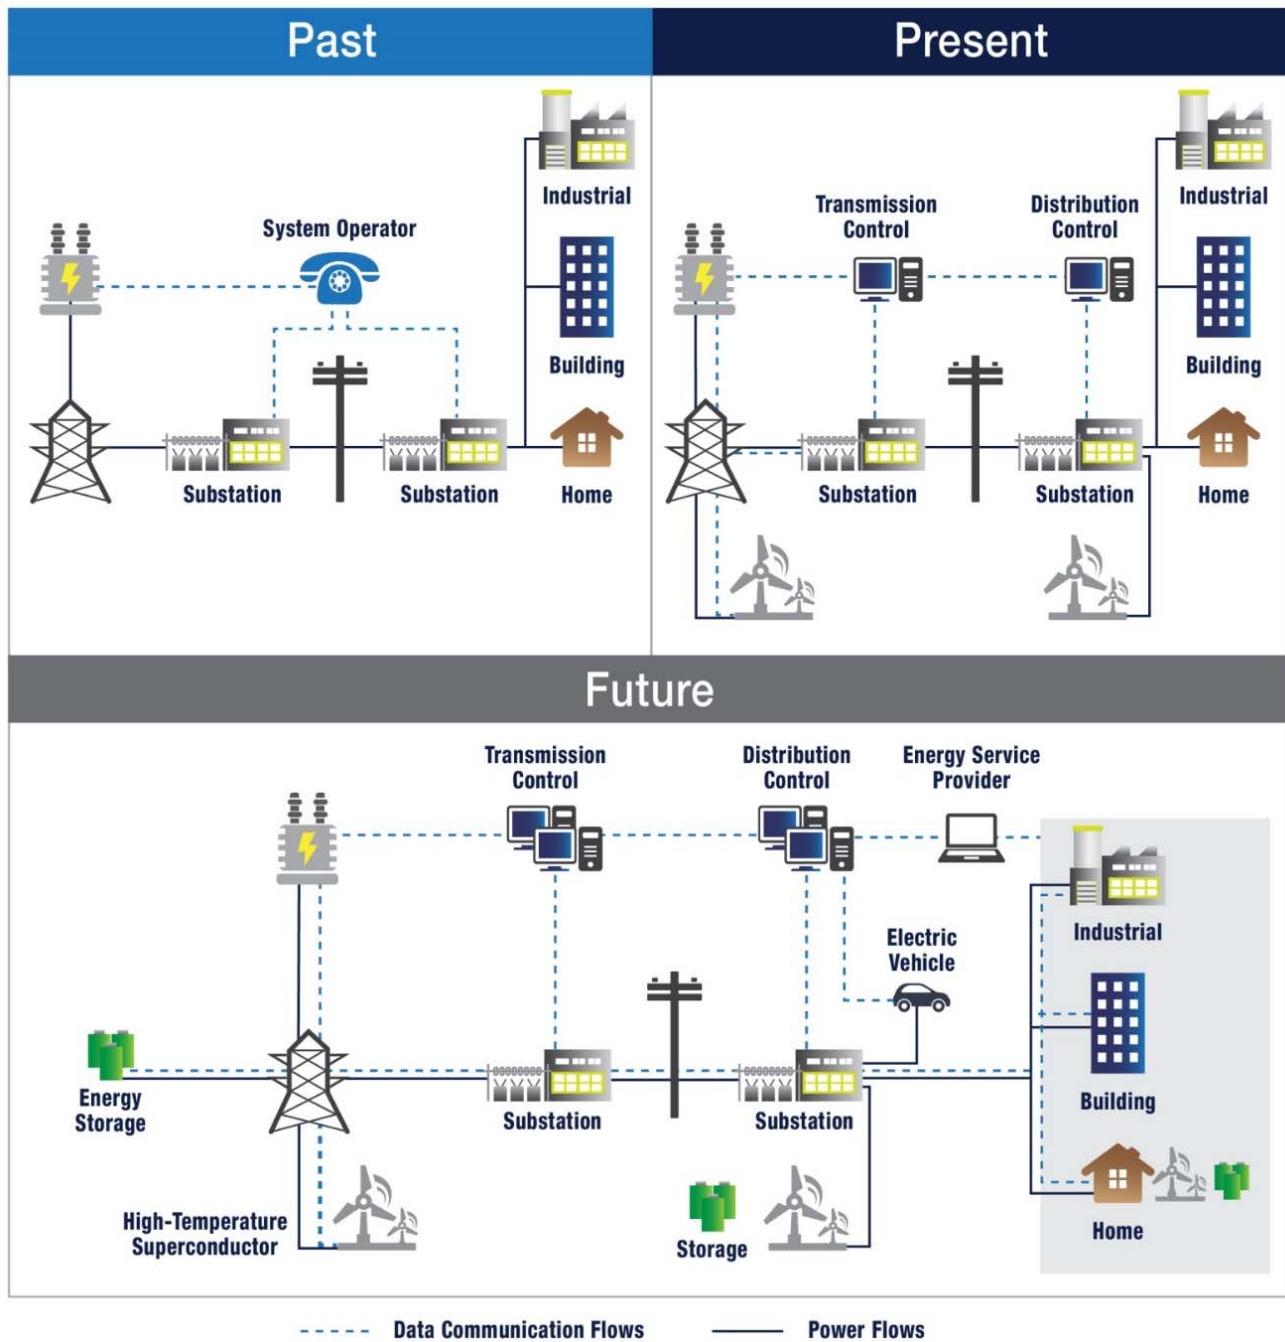 Past
Present
Industrial
System Operator
Building
Substation
Substation
Home
Industrial
Transmission
Control
Distribution
Control
Building
Substation
Substation
Home
Future
Transmission
Control
Distribution
Control
Energy Service
Provider
Industrial
Electric
Vehicle
Energy
Storage
Substation
Substation
Building
High-Temperature
Superconductor
Storage
Home
Data Communication Flows
Power Flows